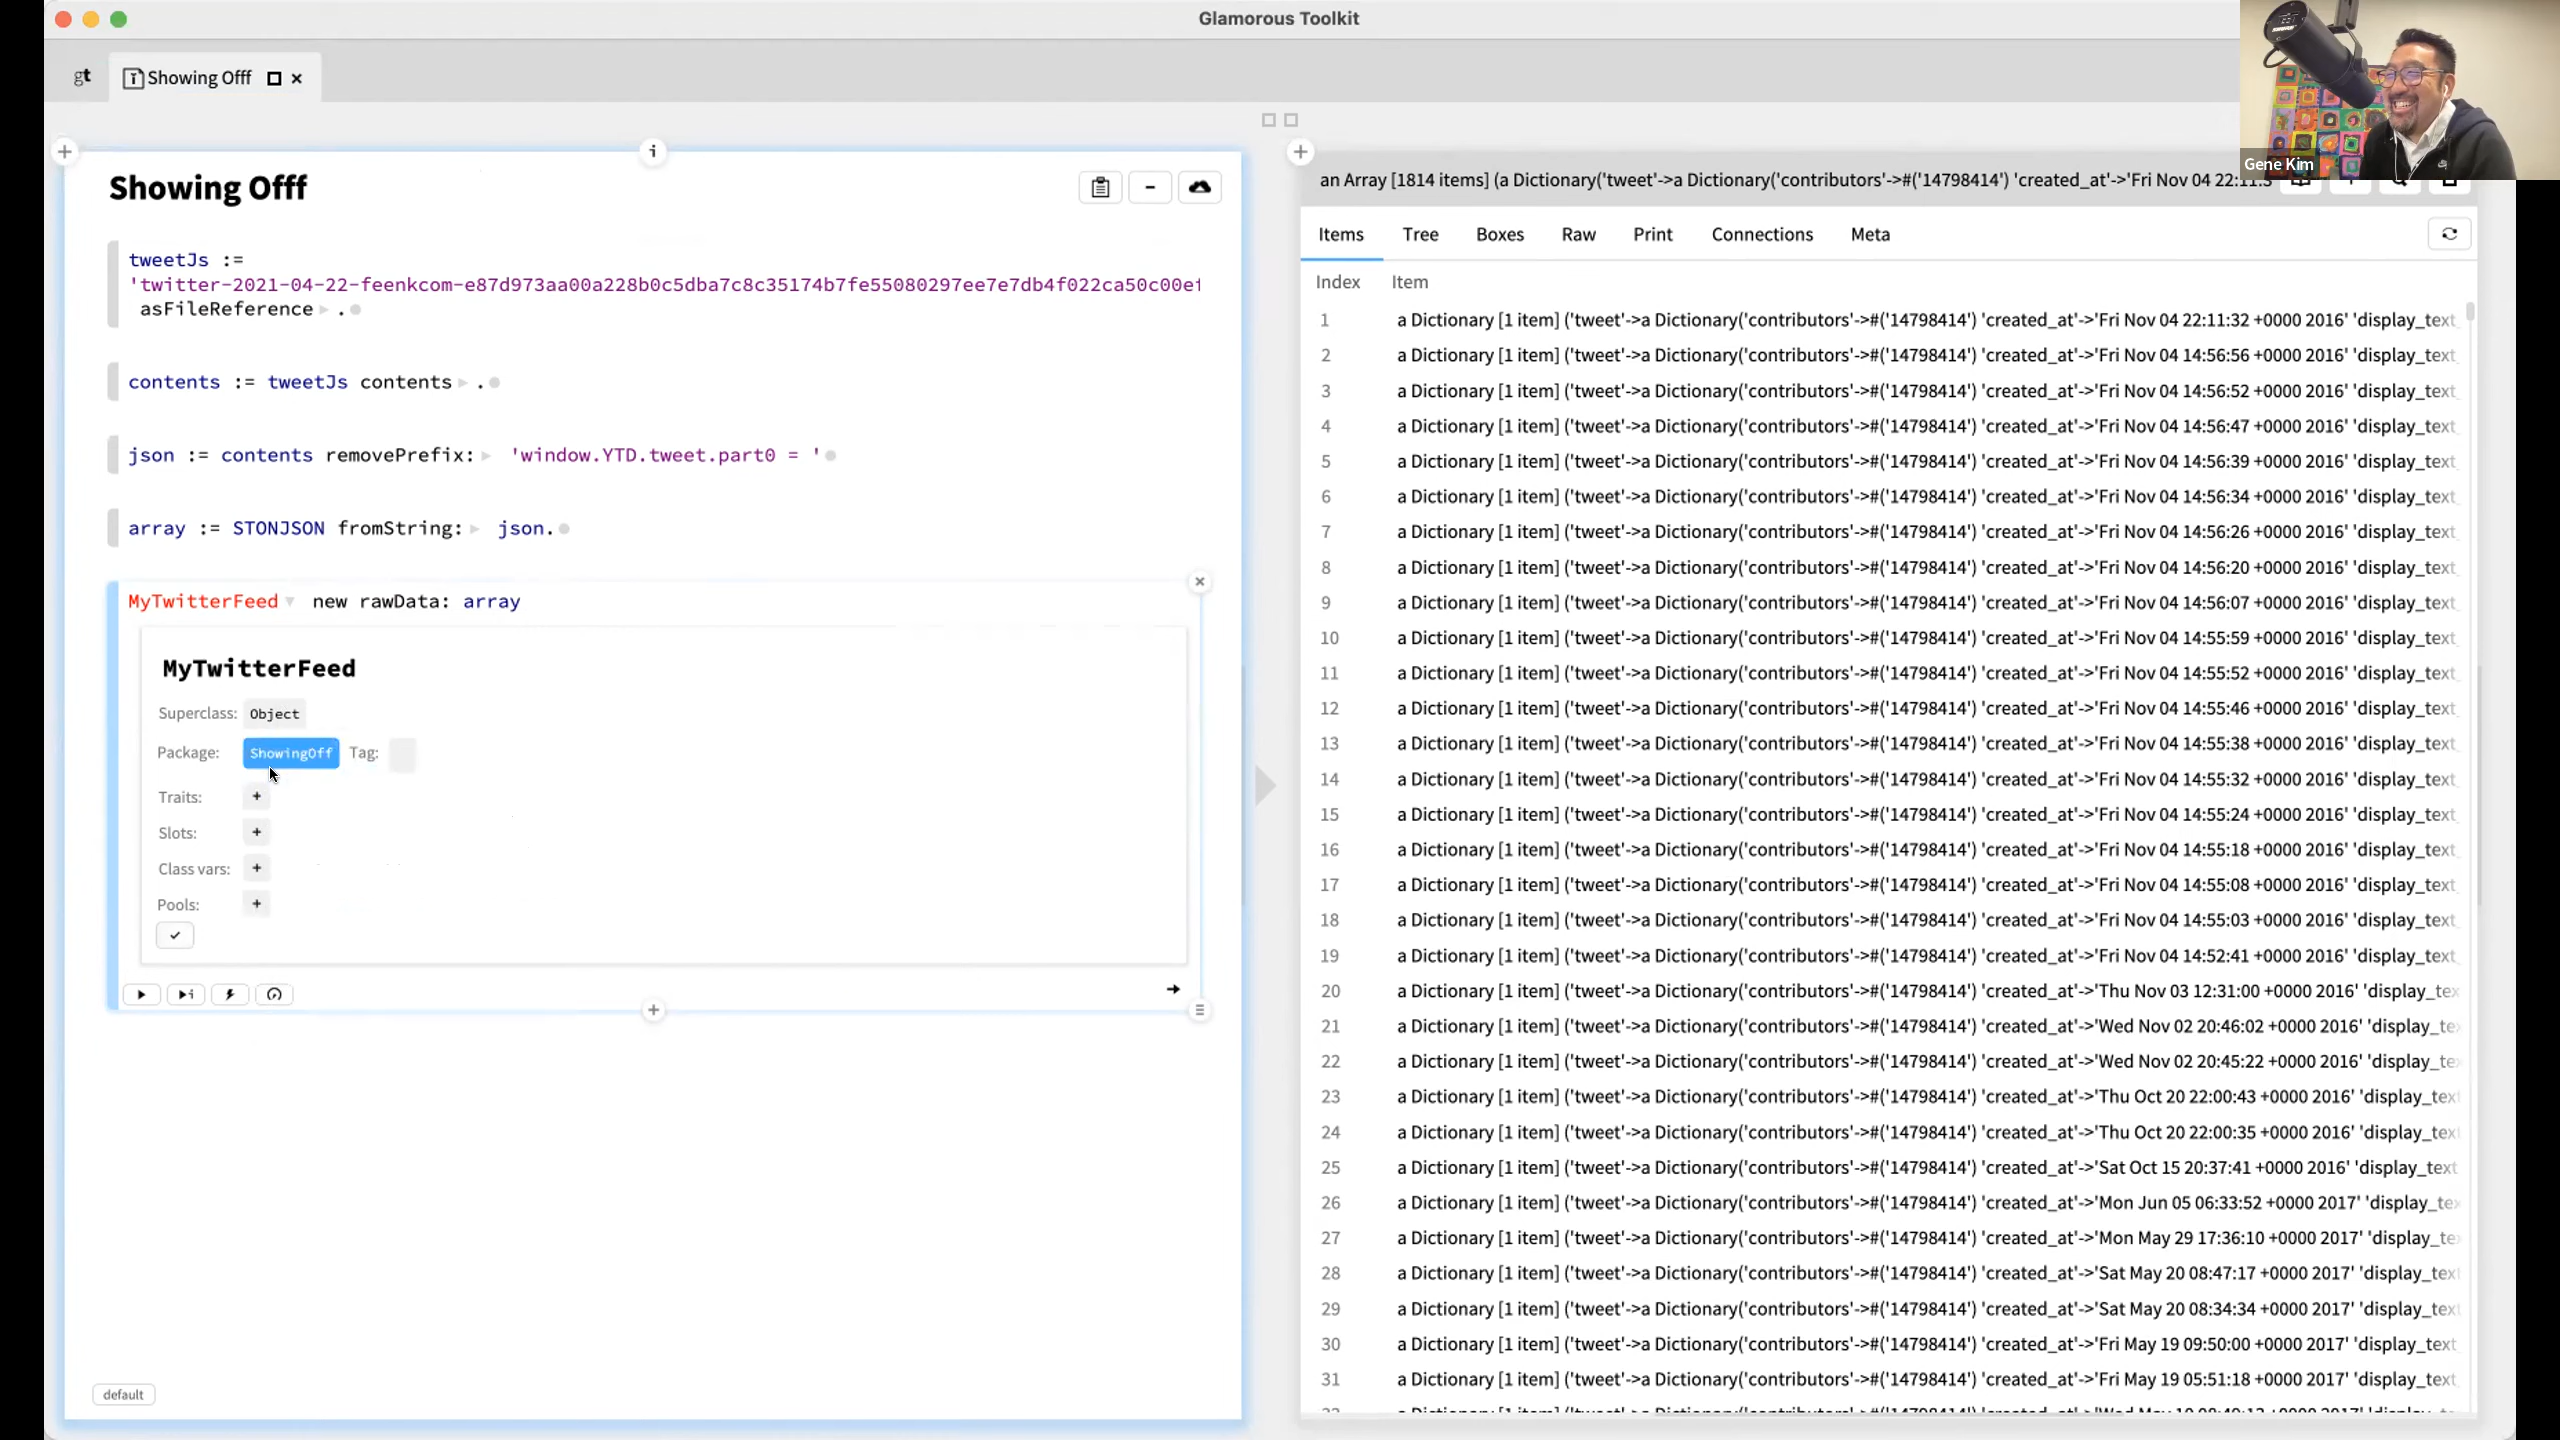 Glamorous Toolkit
gt
Showing Offf
Gene Kim
Showing Offf
tweetJs :=
'twitter-2021-04-22-feenkcom-e87d973aa00a228b0c5dba7c8c35174b7fe55080297ee7e7db4f022ca50c00ef
asFileReference .
contents := tweetJs contents .
json := contents removePrefix: 'window.YTD.tweet.part0 = '
array := STONJSON fromString: json.
MyTwitterFeed new rawData: array
MyTwitterFeed
Superclass: Object
Package: ShowingOff Tag:
Traits: +
Slots: +
Class vars: +
Pools: +
default
an Array [1814 items] (a Dictionary('tweet'->a Dictionary('contributors'->#('14798414') 'created_at'->'Fri Nov 04 22:11:3
Items Tree Boxes Raw Print Connections Meta
Index Item
1 a Dictionary [1 item] ('tweet'->a Dictionary('contributors'->#('14798414') 'created_at'->'Fri Nov 04 22:11:32 +0000 2016' 'display_text_
2 a Dictionary [1 item] ('tweet'->a Dictionary('contributors'->#('14798414') 'created_at'->'Fri Nov 04 14:56:56 +0000 2016' 'display_text_
3 a Dictionary [1 item] ('tweet'->a Dictionary('contributors'->#('14798414') 'created_at'->'Fri Nov 04 14:56:52 +0000 2016' 'display_text_
4 a Dictionary [1 item] ('tweet'->a Dictionary('contributors'->#('14798414') 'created_at'->'Fri Nov 04 14:56:47 +0000 2016' 'display_text_
5 a Dictionary [1 item] ('tweet'->a Dictionary('contributors'->#('14798414') 'created_at'->'Fri Nov 04 14:56:39 +0000 2016' 'display_text_
6 a Dictionary [1 item] ('tweet'->a Dictionary('contributors'->#('14798414') 'created_at'->'Fri Nov 04 14:56:34 +0000 2016' 'display_text_
7 a Dictionary [1 item] ('tweet'->a Dictionary('contributors'->#('14798414') 'created_at'->'Fri Nov 04 14:56:26 +0000 2016' 'display_text_
8 a Dictionary [1 item] ('tweet'->a Dictionary('contributors'->#('14798414') 'created_at'->'Fri Nov 04 14:56:20 +0000 2016' 'display_text_
9 a Dictionary [1 item] ('tweet'->a Dictionary('contributors'->#('14798414') 'created_at'->'Fri Nov 04 14:56:07 +0000 2016' 'display_text_
10 a Dictionary [1 item] ('tweet'->a Dictionary('contributors'->#('14798414') 'created_at'->'Fri Nov 04 14:55:59 +0000 2016' 'display_text_
11 a Dictionary [1 item] ('tweet'->a Dictionary('contributors'->#('14798414') 'created_at'->'Fri Nov 04 14:55:52 +0000 2016' 'display_text_
12 a Dictionary [1 item] ('tweet'->a Dictionary('contributors'->#('14798414') 'created_at'->'Fri Nov 04 14:55:46 +0000 2016' 'display_text_
13 a Dictionary [1 item] ('tweet'->a Dictionary('contributors'->#('14798414') 'created_at'->'Fri Nov 04 14:55:38 +0000 2016' 'display_text_
14 a Dictionary [1 item] ('tweet'->a Dictionary('contributors'->#('14798414') 'created_at'->'Fri Nov 04 14:55:32 +0000 2016' 'display_text_
15 a Dictionary [1 item] ('tweet'->a Dictionary('contributors'->#('14798414') 'created_at'->'Fri Nov 04 14:55:24 +0000 2016' 'display_text_
16 a Dictionary [1 item] ('tweet'->a Dictionary('contributors'->#('14798414') 'created_at'->'Fri Nov 04 14:55:18 +0000 2016' 'display_text_
17 a Dictionary [1 item] ('tweet'->a Dictionary('contributors'->#('14798414') 'created_at'->'Fri Nov 04 14:55:08 +0000 2016' 'display_text_
18 a Dictionary [1 item] ('tweet'->a Dictionary('contributors'->#('14798414') 'created_at'->'Fri Nov 04 14:55:03 +0000 2016' 'display_text_
19 a Dictionary [1 item] ('tweet'->a Dictionary('contributors'->#('14798414') 'created_at'->'Fri Nov 04 14:52:41 +0000 2016' 'display_text_
20 a Dictionary [1 item] ('tweet'->a Dictionary('contributors'->#('14798414') 'created_at'->'Thu Nov 03 12:31:00 +0000 2016' 'display_tex
21 a Dictionary [1 item] ('tweet'->a Dictionary('contributors'->#('14798414') 'created_at'->'Wed Nov 02 20:46:02 +0000 2016' 'display_te
22 a Dictionary [1 item] ('tweet'->a Dictionary('contributors'->#('14798414') 'created_at'->'Wed Nov 02 20:45:22 +0000 2016' 'display_te
23 a Dictionary [1 item] ('tweet'->a Dictionary('contributors'->#('14798414') 'created_at'->'Thu Oct 20 22:00:43 +0000 2016' 'display_text
24 a Dictionary [1 item] ('tweet'->a Dictionary('contributors'->#('14798414') 'created_at'->'Thu Oct 20 22:00:35 +0000 2016' 'display_text
25 a Dictionary [1 item] ('tweet'->a Dictionary('contributors'->#('14798414') 'created_at'->'Sat Oct 15 20:37:41 +0000 2016' 'display_text
26 a Dictionary [1 item] ('tweet'->a Dictionary('contributors'->#('14798414') 'created_at'->'Mon Jun 05 06:33:52 +0000 2017' 'display_te
27 a Dictionary [1 item] ('tweet'->a Dictionary('contributors'->#('14798414') 'created_at'->'Mon May 29 17:36:10 +0000 2017' 'display_te
28 a Dictionary [1 item] ('tweet'->a Dictionary('contributors'->#('14798414') 'created_at'->'Sat May 20 08:47:17 +0000 2017' 'display_text
29 a Dictionary [1 item] ('tweet'->a Dictionary('contributors'->#('14798414') 'created_at'->'Sat May 20 08:34:34 +0000 2017' 'display_text
30 a Dictionary [1 item] ('tweet'->a Dictionary('contributors'->#('14798414') 'created_at'->'Fri May 19 09:50:00 +0000 2017' 'display_text
31 a Dictionary [1 item] ('tweet'->a Dictionary('contributors'->#('14798414') 'created_at'->'Fri May 19 05:51:18 +0000 2017' 'display_text